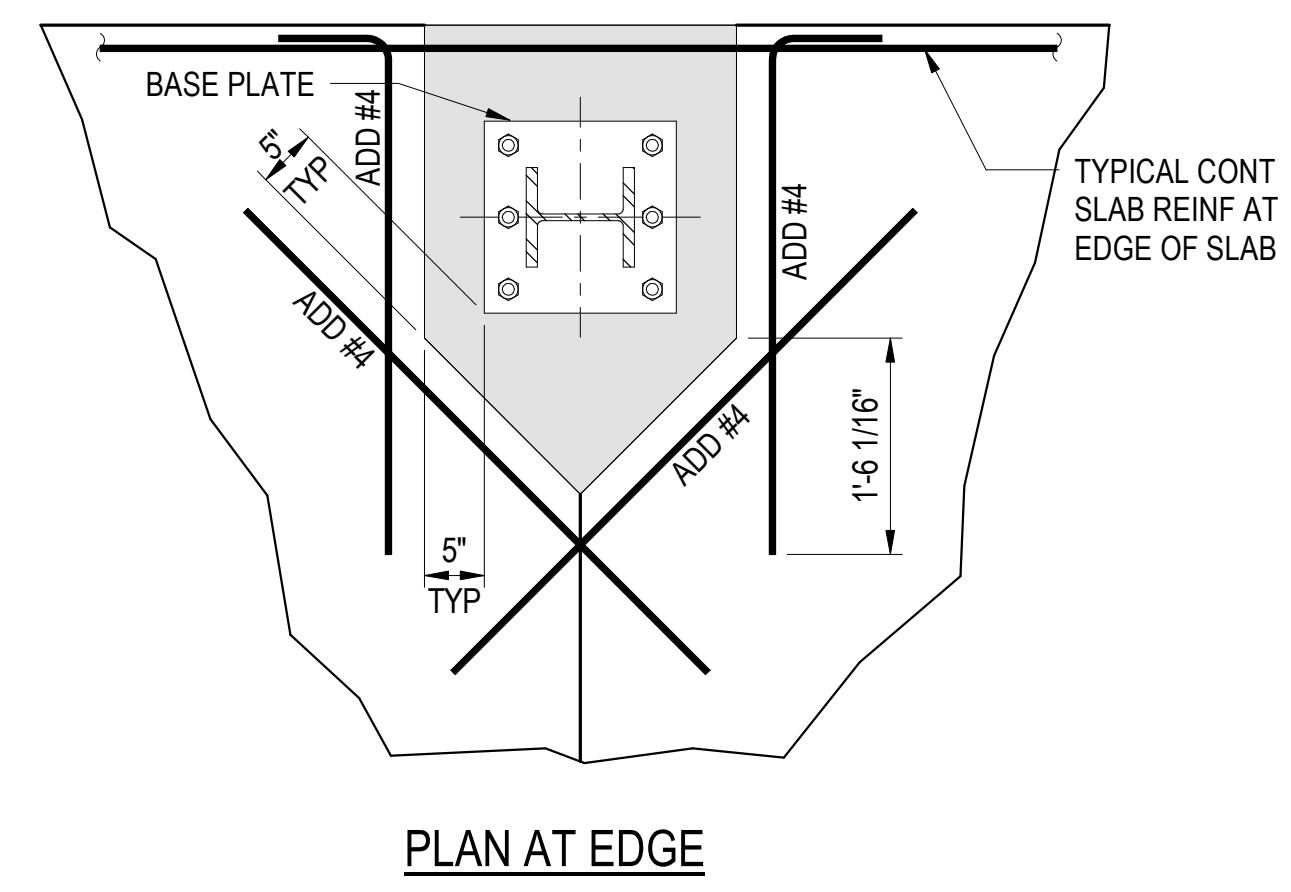 BASE PLATE
ADD #4
5"
TYP
ADD #4
TYPICAL CONT
SLAB REINF AT
EDGE OF SLAB
ADD #4
ADD #4
1'-6 1/16"
5"
TYP
PLAN AT EDGE